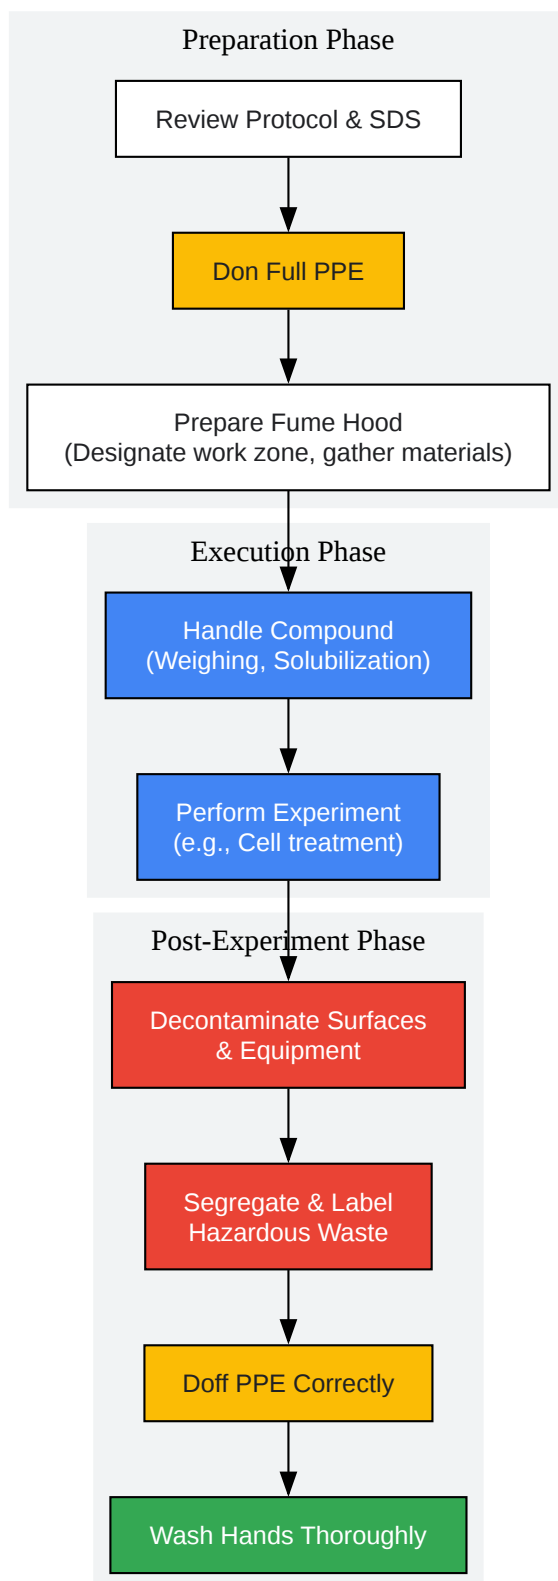 Preparation Phase
Review Protocol & SDS
Don Full PPE
Prepare Fume Hood
(Designate work zone, gather materials)
Execution Phase
Handle Compound
(Weighing, Solubilization)
Perform Experiment
(e.g., Cell treatment)
Post-Experiment Phase
Decontaminate Surfaces
& Equipment
Segregate & Label
Hazardous Waste
Doff PPE Correctly
Wash Hands Thoroughly